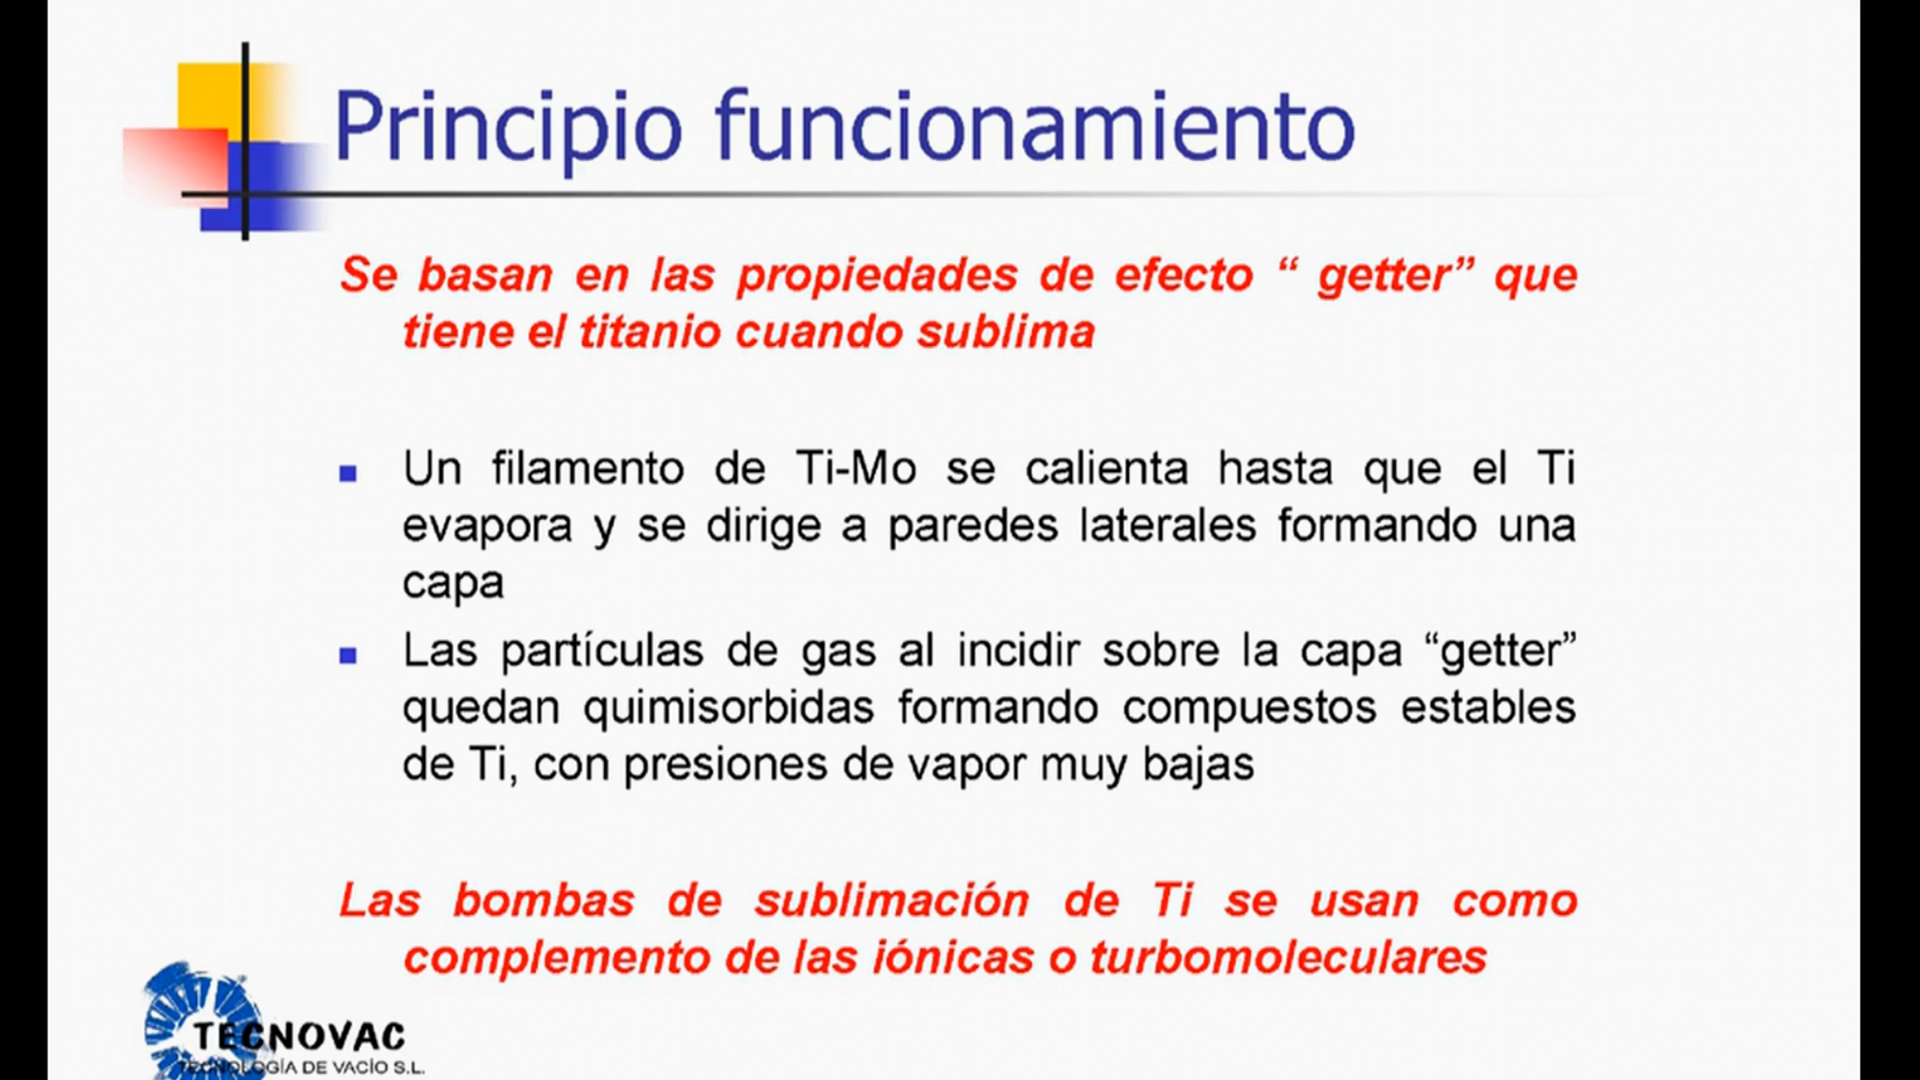 Principio funcionamiento
Se basan en las propiedades de efecto “ getter” que
tiene el titanio cuando sublima
Un filamento de Ti-Mo se calienta hasta que el Ti
evapora y se dirige a paredes laterales formando una
capa
Las partículas de gas al incidir sobre la capa “getter”
quedan quimisorbidas formando compuestos estables
de Ti, con presiones de vapor muy bajas
Las bombas de sublimación de Ti se usan como
complemento de las iónicas o turbomoleculares
TECNOVAC
TECNOLOGÍA DE VACÍO S.L.